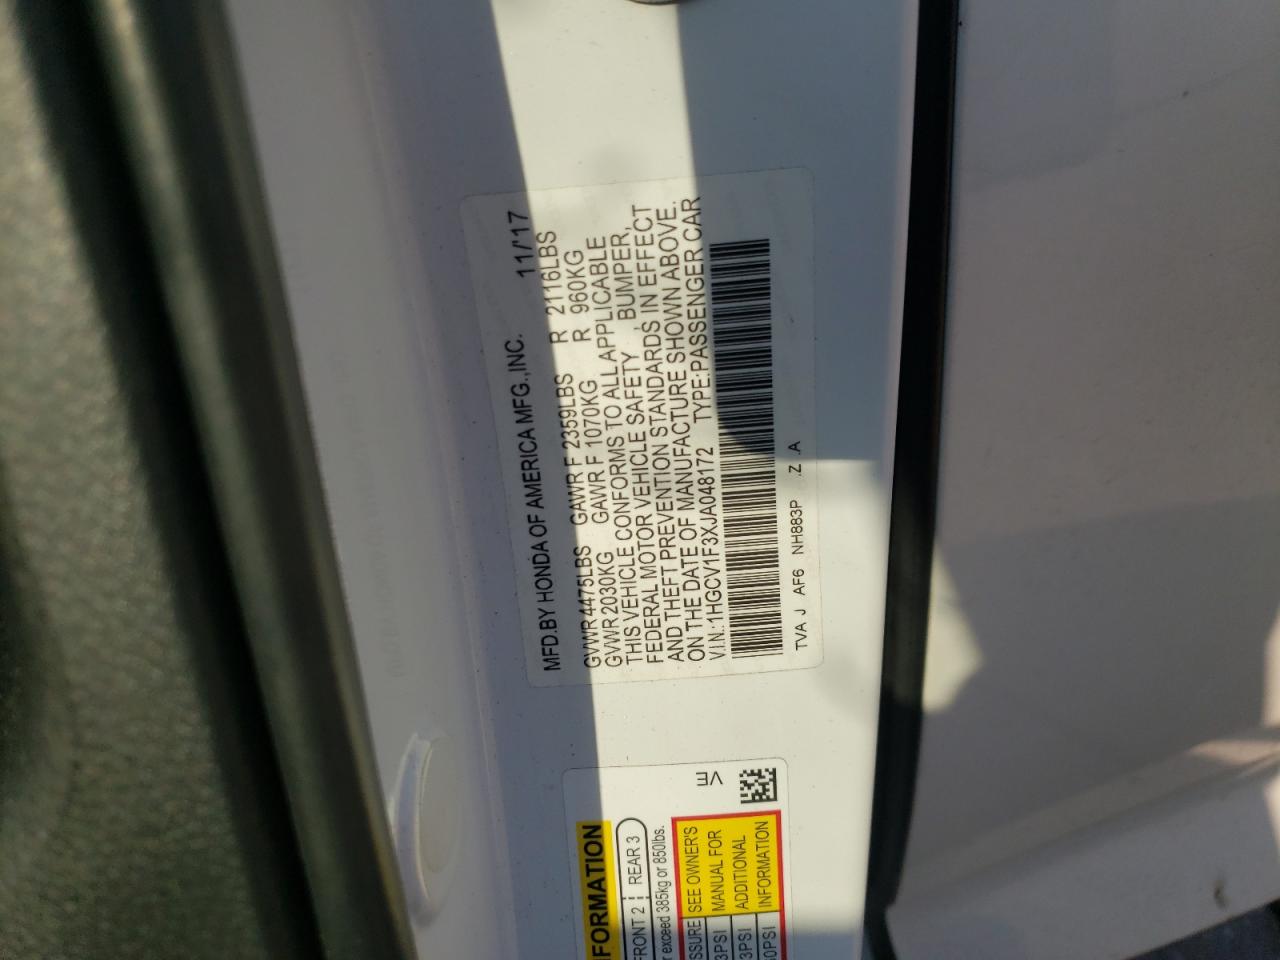 MFD.BY HONDA OF AMERICA MFG.,INC. 11/'17
GVWR 4475LBS GAWR F 2359LBS R 2116LBS
GVWR 2030KG GAWR F 1070KG R 960KG
THIS VEHICLE CONFORMS TO ALL APPLICABLE
FEDERAL MOTOR VEHICLE SAFETY , BUMPER,
AND THEFT PREVENTION STANDARDS IN EFFECT
ON THE DATE OF MANUFACTURE SHOWN ABOVE.
V.I.N.:1HGCV1F3XJA048172 TYPE:PASSENGER CAR
TVA J AF6 NH883P .Z .A
FRONT 2 REAR 3
exceed 385kg or 850lbs.
SEE OWNER'S
MANUAL FOR
ADDITIONAL
INFORMATION